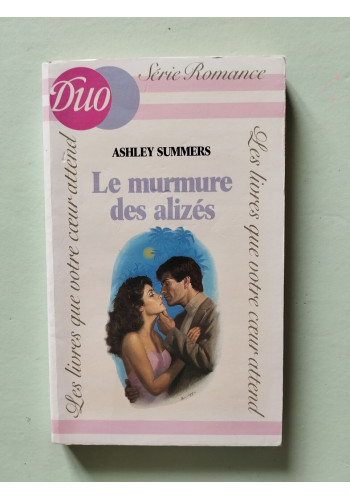 Duo
Série Romance
ASHLEY SUMMERS
Le murmure
des alizés
Les livres que votre cœur attend
Les livres que votre cœur attend